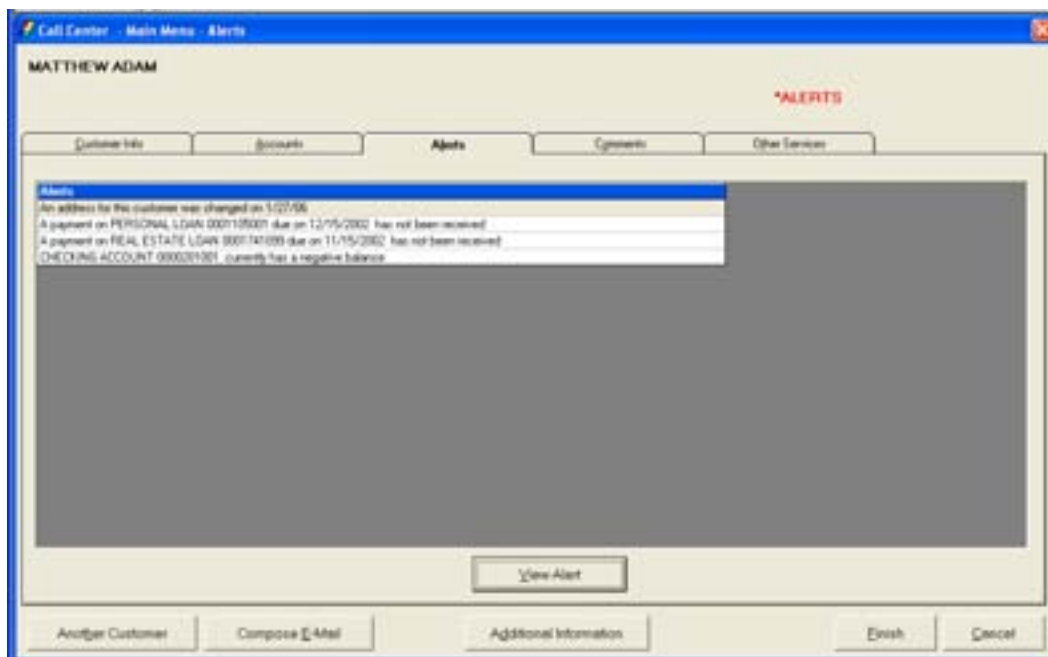 Call Center - Main Menu - Alerts
MATTHEW ADAM
*ALERTS
Customer Info Accounts Alerts Comments Other Services
Alerts
An address for this customer was changed on 1/27/06
A payment on PERSONAL LOAN 0001105001 due on 12/15/2002 has not been received
A payment on REAL ESTATE LOAN due on 11/15/2002 has not been received
CHECKING ACCOUNT 0000201001 currently has a negative balance
View Alert
Another Customer Compose E-Mail Additional Information Finish Cancel